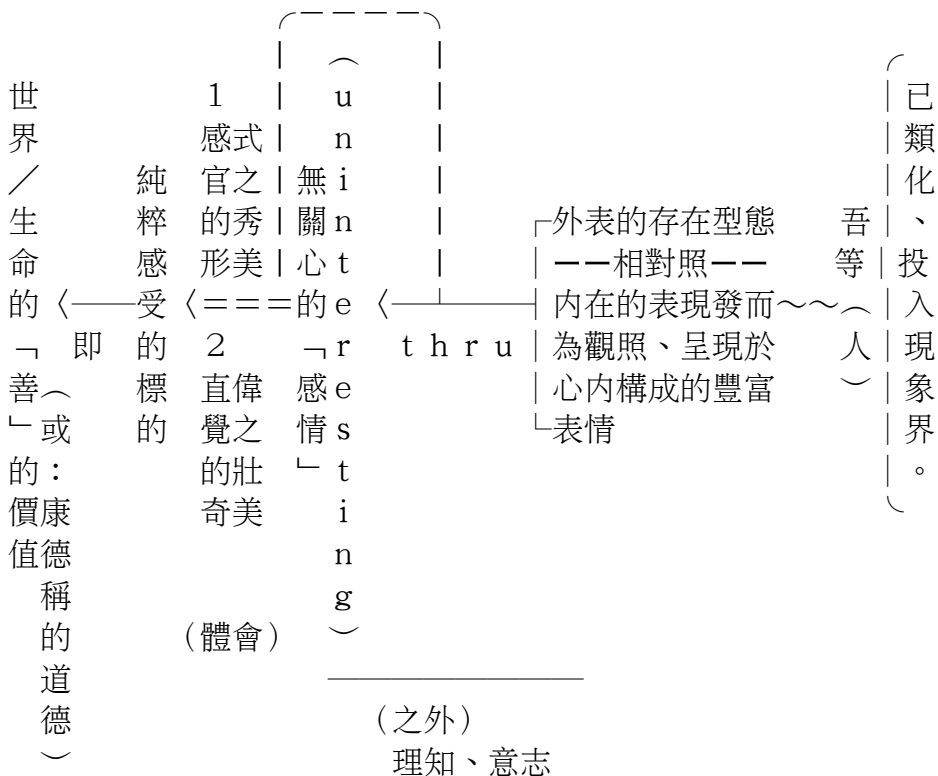 已類化、投入現象界。
吾等（人）
外表的存在型態
——相對照——
内在的表現發而～～
為觀照、呈現於
心内構成的豐富
表情
thru
（uninteresting）
無關心的「感情」
1
感官的形
式之秀美
2
直覺的奇
偉之壯美
（體會）
純粹感受的標的
即
世界／生命的「善」的價值
（或：康德稱的道德）
（之外）
理知、意志